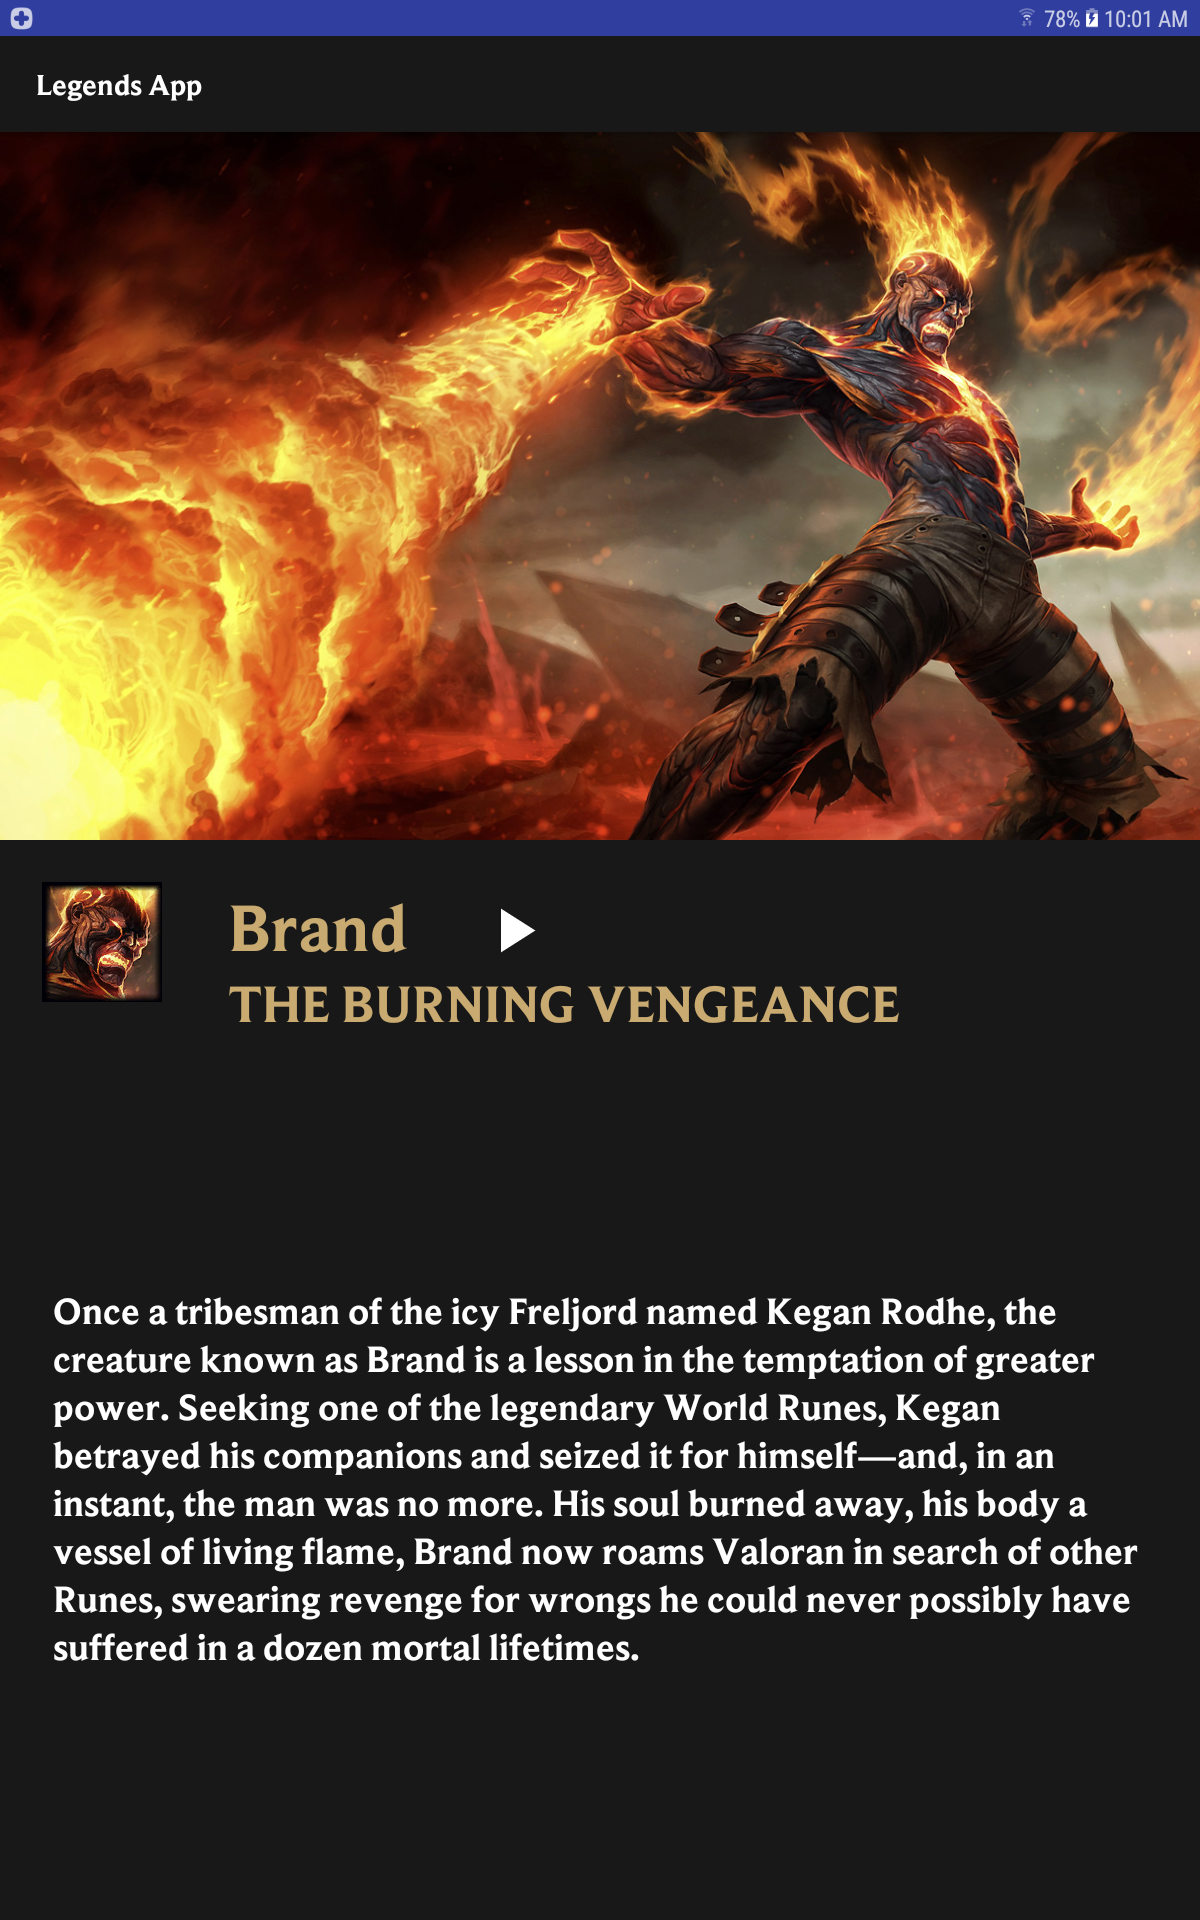 78% 10:01 AM
Legends App
Brand
THE BURNING VENGEANCE
Once a tribesman of the icy Freljord named Kegan Rodhe, the
creature known as Brand is a lesson in the temptation of greater
power. Seeking one of the legendary World Runes, Kegan
betrayed his companions and seized it for himself—and, in an
instant, the man was no more. His soul burned away, his body a
vessel of living flame, Brand now roams Valoran in search of other
Runes, swearing revenge for wrongs he could never possibly have
suffered in a dozen mortal lifetimes.